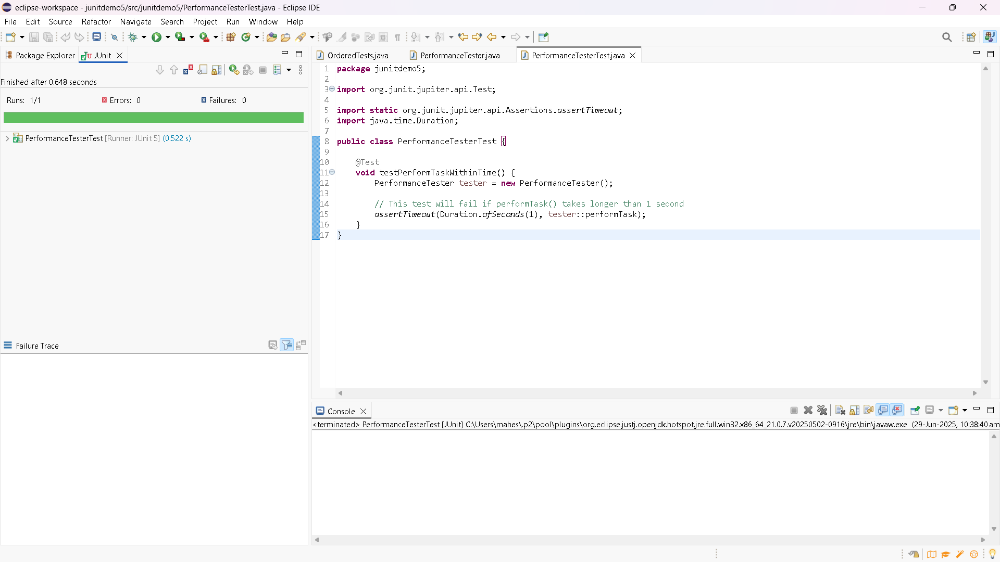 eclipse-workspace - junitdemo5/src/junitdemo5/PerformanceTesterTest.java - Eclipse IDE
File Edit Source Refactor Navigate Search Project Run Window Help
Package Explorer JUnit
Finished after 0.648 seconds
Runs: 1/1 Errors: 0 Failures: 0
PerformanceTesterTest [Runner: JUnit 5] (0.522 s)
Failure Trace
OrderedTests.java PerformanceTester.java PerformanceTesterTest.java
1 package junitdemo5;
2
3 import org.junit.jupiter.api.Test;
4
5 import static org.junit.jupiter.api.Assertions.assertTimeout;
6 import java.time.Duration;
7
8 public class PerformanceTesterTest {
9
10 @Test
11 void testPerformTaskWithinTime() {
12 PerformanceTester tester = new PerformanceTester();
13
14 // This test will fail if performTask() takes longer than 1 second
15 assertTimeout(Duration.ofSeconds(1), tester::performTask);
16 }
17 }
Console
<terminated> PerformanceTesterTest [JUnit] C:\Users\mahes\.p2\pool\plugins\org.eclipse.justj.openjdk.hotspot.jre.full.win32.x86_64_21.0.7.v20250502-0916\jre\bin\javaw.exe (29-Jun-2025, 10:38:40 am